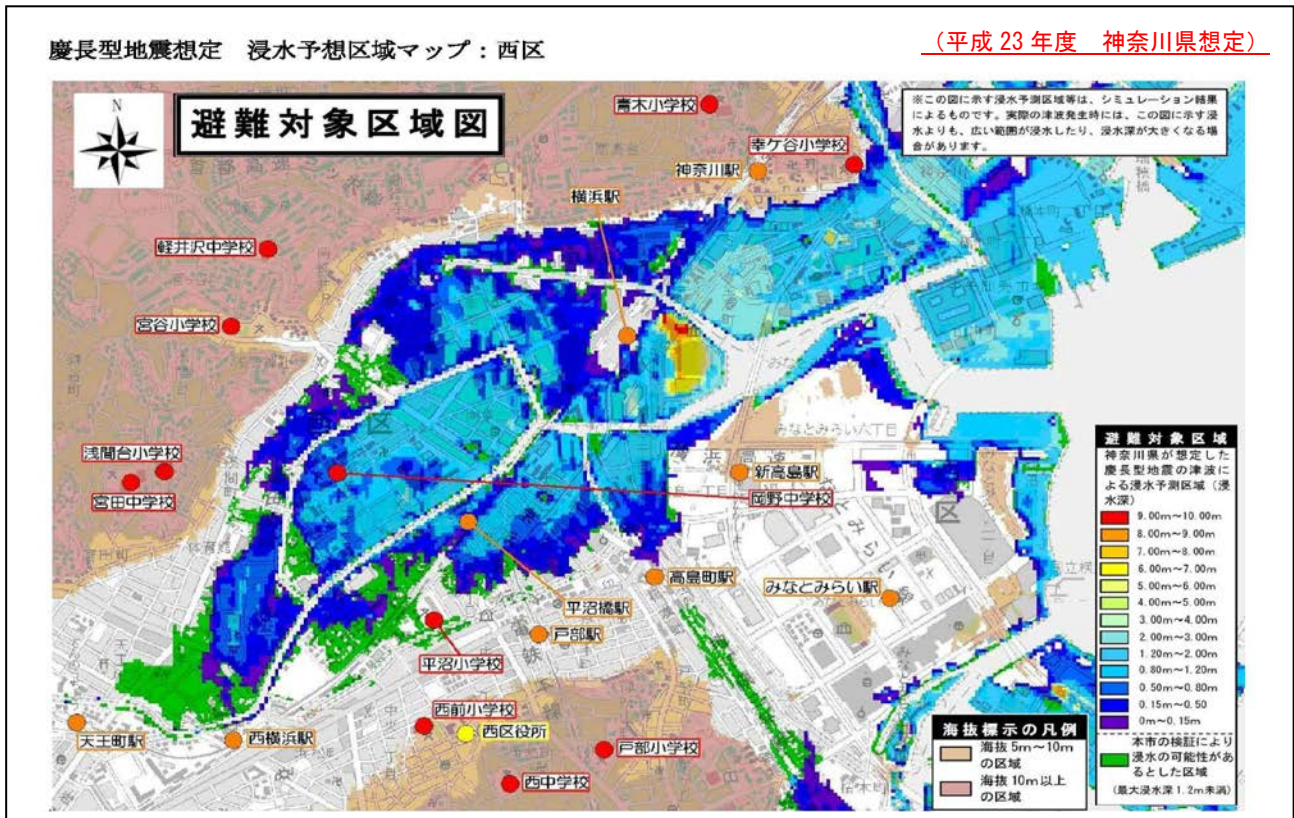 慶長型地震想定　浸水予想区域マップ：西区
（平成 23 年度　神奈川県想定）
N
避難対象区域図
※この図に示す浸水予測区域等は、シミュレーション結果
によるものです。実際の津波発生時には、この図に示す浸
水よりも、広い範囲が浸水したり、浸水深が大きくなる場
合があります。
青木小学校
幸ケ谷小学校
神奈川駅
横浜駅
軽井沢中学校
宮谷小学校
みなとみらい六丁目
浅間台小学校
宮田中学校
新高島駅
岡野中学校
区
区
高島町駅
みなとみらい駅
平沼橋駅
戸部駅
平沼小学校
西前小学校
西区役所
天王町駅
西横浜駅
戸部小学校
西中学校
避難対象区域
神奈川県が想定した
慶長型地震の津波に
よる浸水予測区域（浸
水深）
9.00m～10.00m
8.00m～9.00m
7.00m～8.00m
6.00m～7.00m
5.00m～6.00m
4.00m～5.00m
3.00m～4.00m
2.00m～3.00m
1.20m～2.00m
0.80m～1.20m
0.50m～0.80m
0.15m～0.50
0m～0.15m
本市の検証により
浸水の可能性があ
るとした区域
（最大浸水深1.2m未満）
海抜標示の凡例
海抜 5m～10m
の区域
海抜 10m以上
の区域